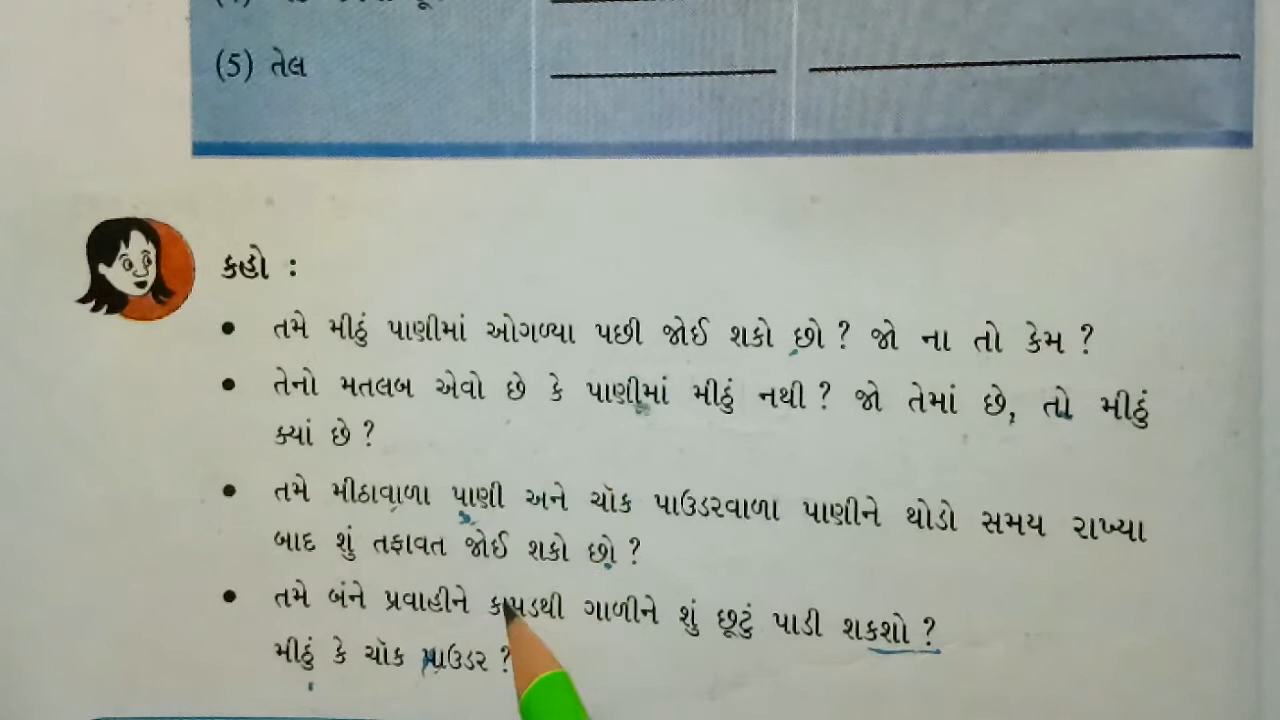 (5) તેલ
કહો :
• તમે મીઠું પાણીમાં ઓગળ્યા પછી જોઈ શકો છો ? જો ના તો કેમ ?
• તેનો મતલબ એવો છે કે પાણીમાં મીઠું નથી ? જો તેમાં છે, તો મીઠું
ક્યાં છે ?
• તમે મીઠાવાળા પાણી અને ચૉક પાઉડરવાળા પાણીને થોડો સમય રાખ્યા
બાદ શું તફાવત જોઈ શકો છો ?
• તમે બંને પ્રવાહીને કાપડથી ગાળીને શું છૂટું પાડી શકશો ?
મીઠું કે ચૉક પાઉડર ?